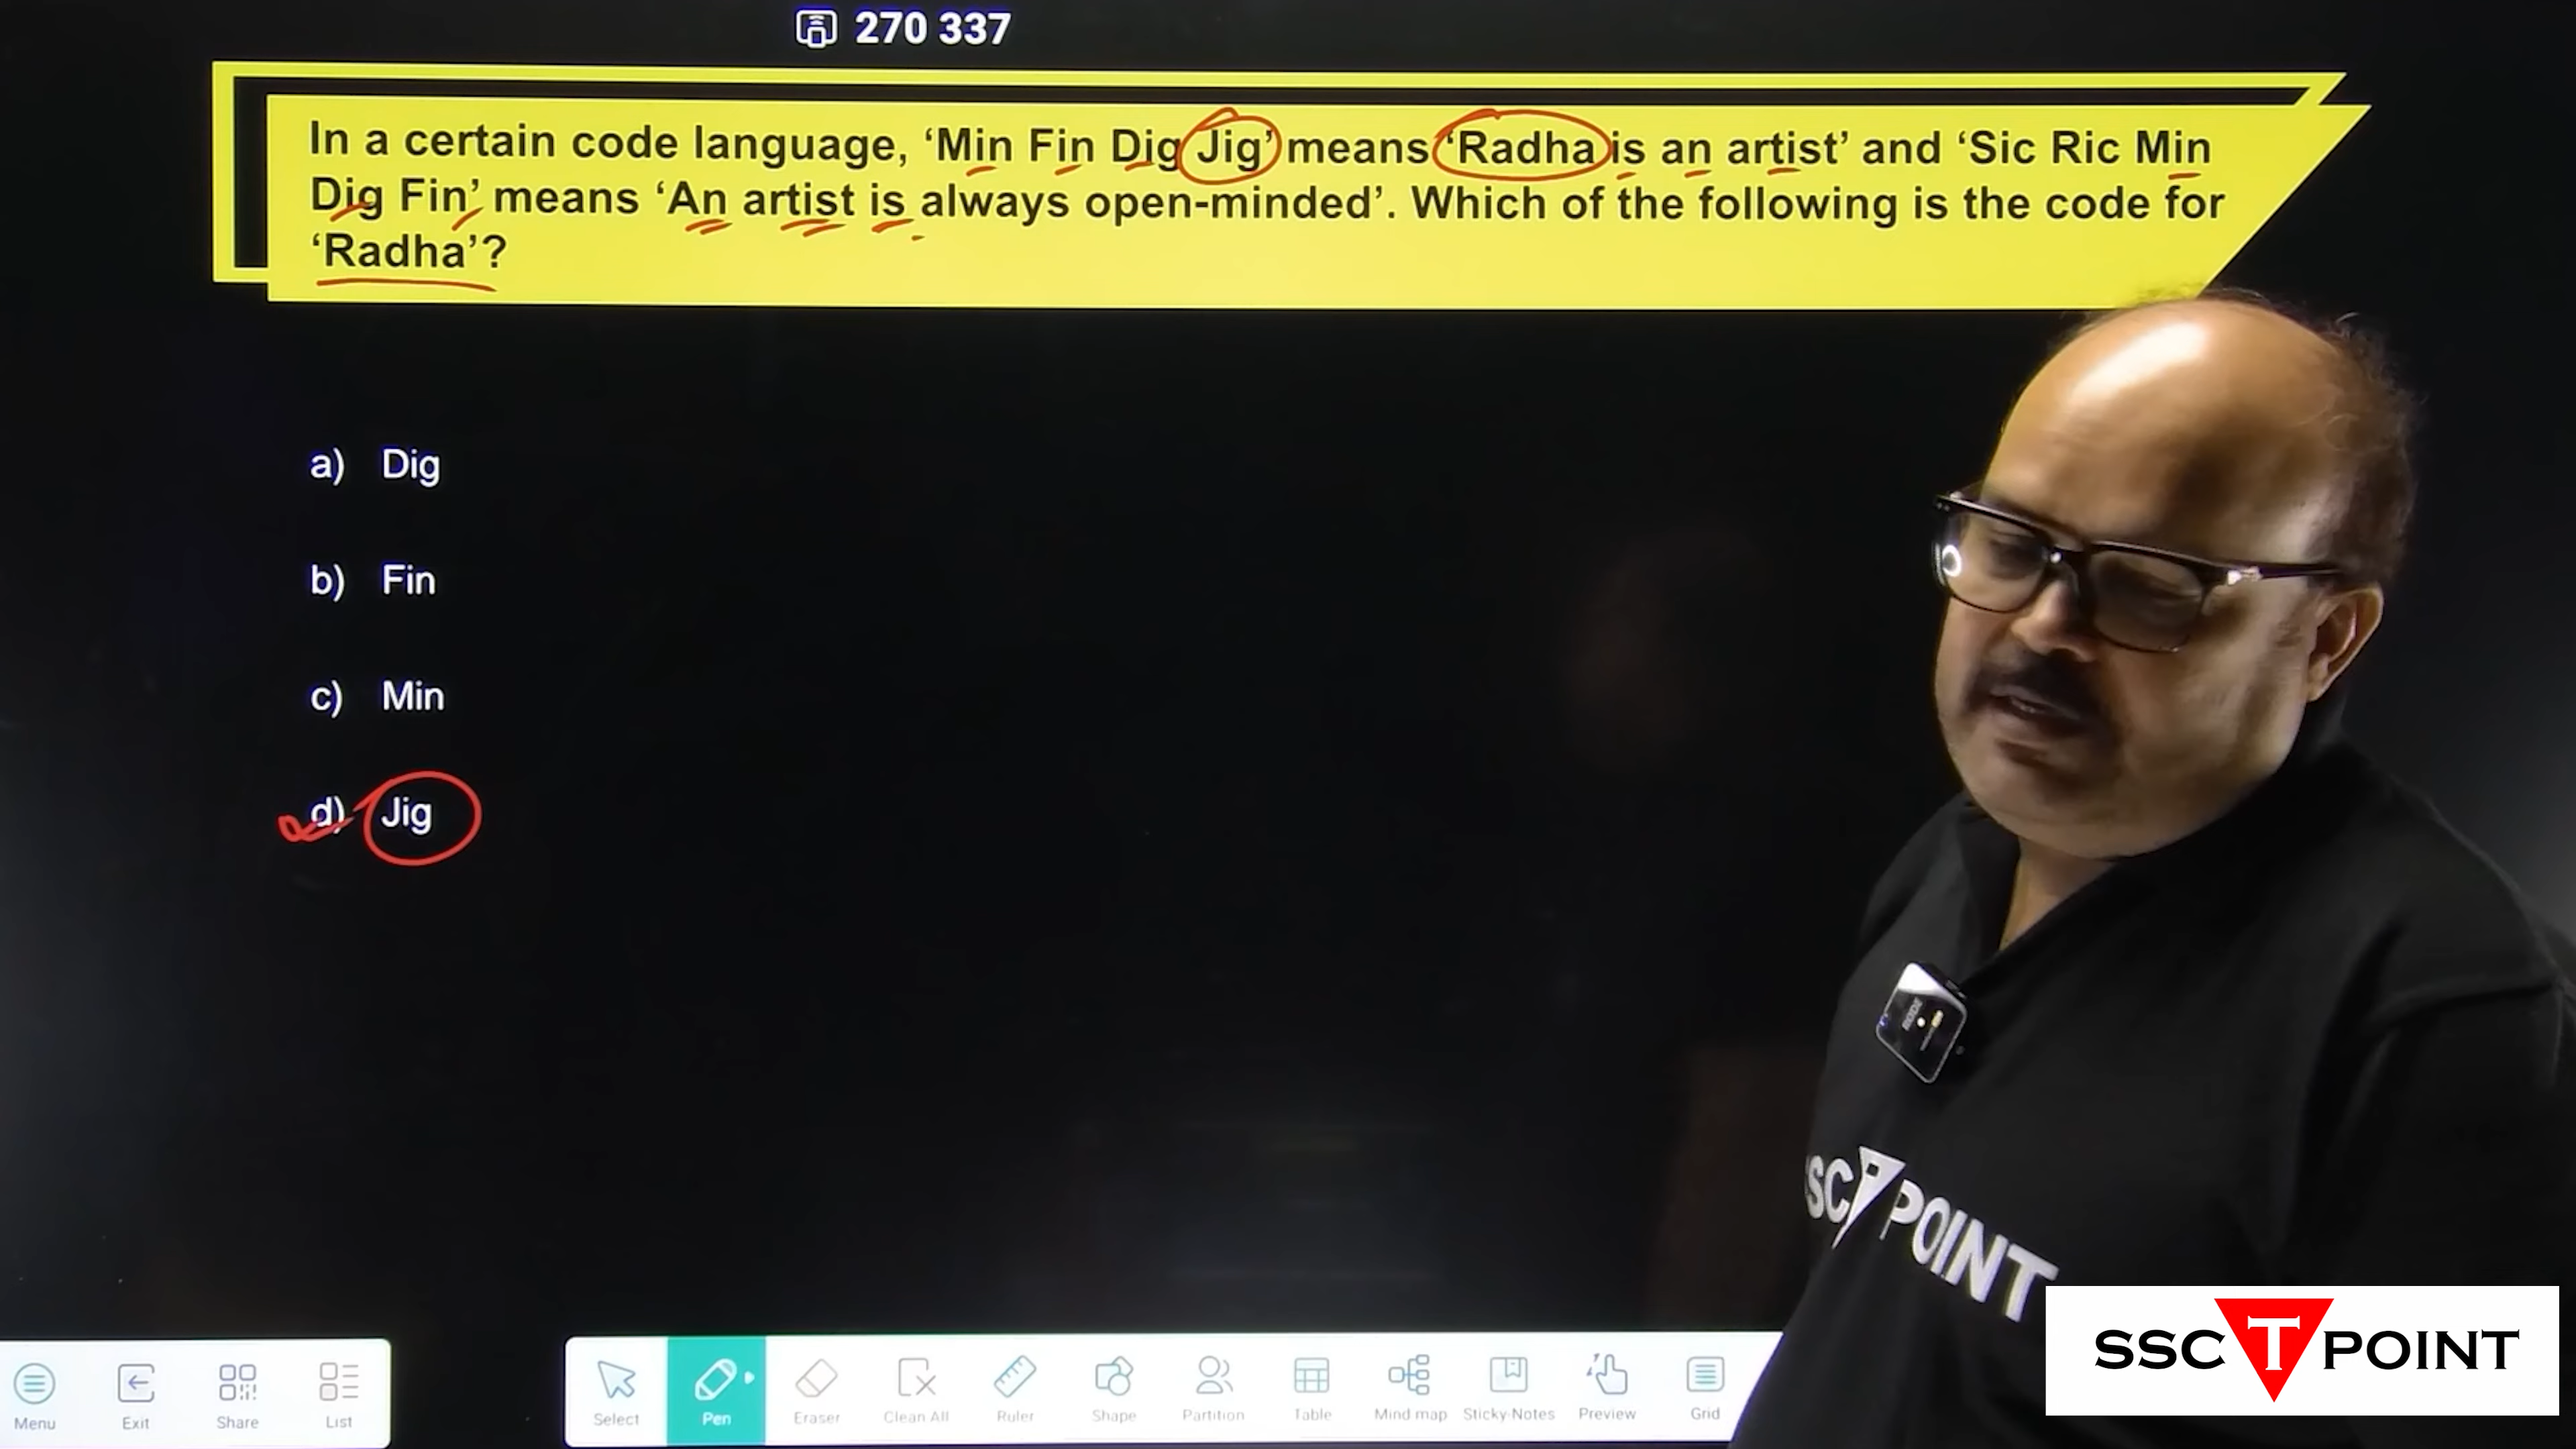 270 337
In a certain code language, ‘Min Fin Dig Jig’ means ‘Radha is an artist’ and ‘Sic Ric Min
Dig Fin’ means ‘An artist is always open-minded’. Which of the following is the code for
‘Radha’?
a) Dig
b) Fin
c) Min
d) Jig
SSC POINT
SSC T POINT
Menu Exit Share List Select Pen Eraser Clean All Ruler Shape Partition Table Mind map Sticky-Notes Preview Grid